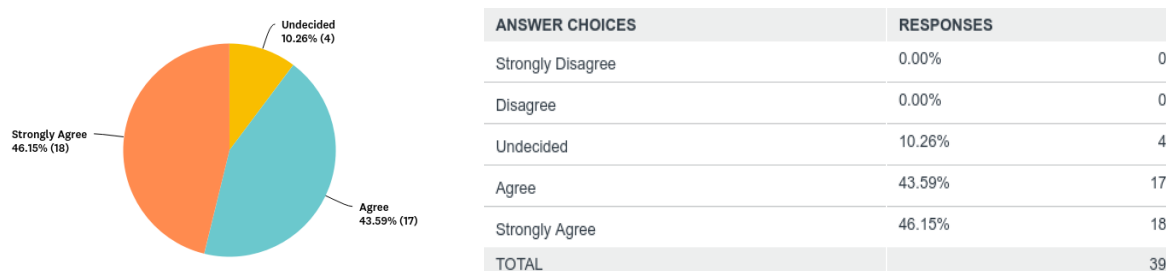 Undecided
10.26% (4)
Strongly Agree
46.15% (18)
Agree
43.59% (17)
ANSWER CHOICES RESPONSES
Strongly Disagree 0.00% 0
Disagree 0.00% 0
Undecided 10.26% 4
Agree 43.59% 17
Strongly Agree 46.15% 18
TOTAL 39